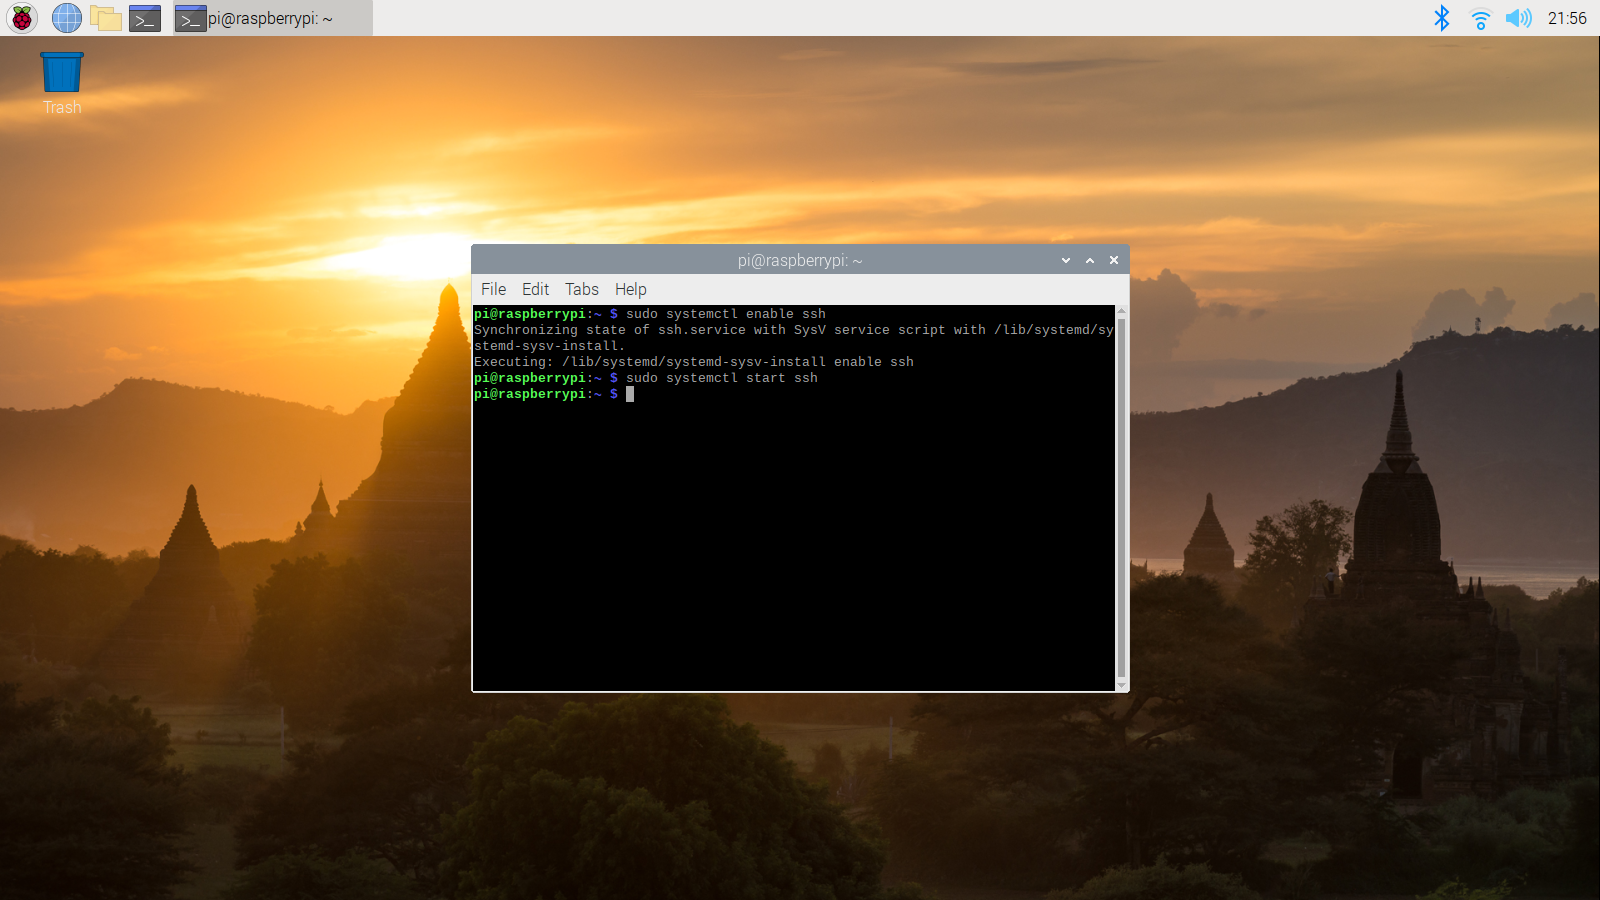 pi@raspberrypi: ~
21:56
Trash
pi@raspberrypi: ~
File Edit Tabs Help
pi@raspberrypi:~ $ sudo systemctl enable ssh
Synchronizing state of ssh.service with SysV service script with /lib/systemd/sy
stemd-sysv-install.
Executing: /lib/systemd/systemd-sysv-install enable ssh
pi@raspberrypi:~ $ sudo systemctl start ssh
pi@raspberrypi:~ $